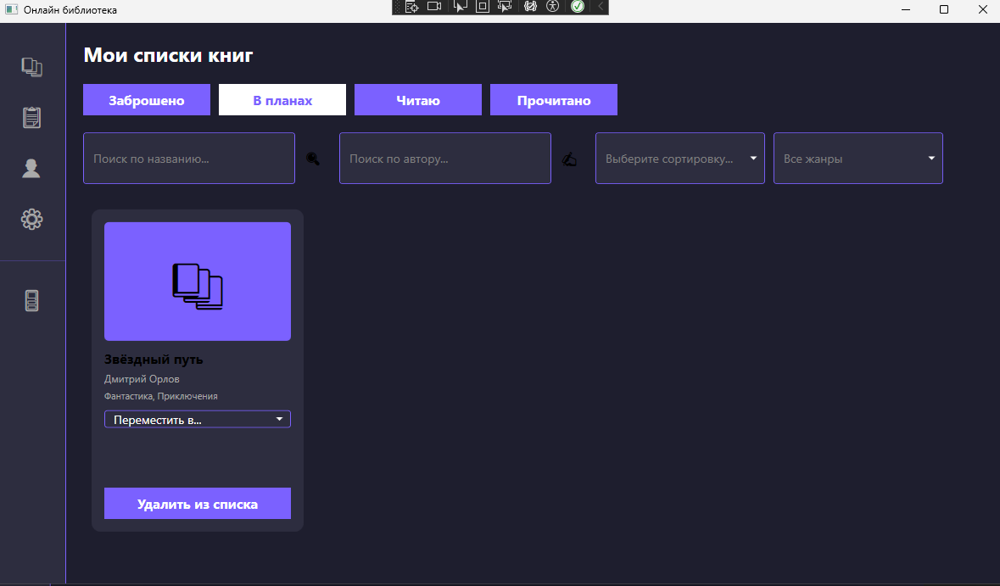 Онлайн библиотека
Мои списки книг
Заброшено
В планах
Читаю
Прочитано
Поиск по названию...
Поиск по автору...
Выберите сортировку...
Все жанры
Звёздный путь
Дмитрий Орлов
Фантастика, Приключения
Переместить в...
Удалить из списка